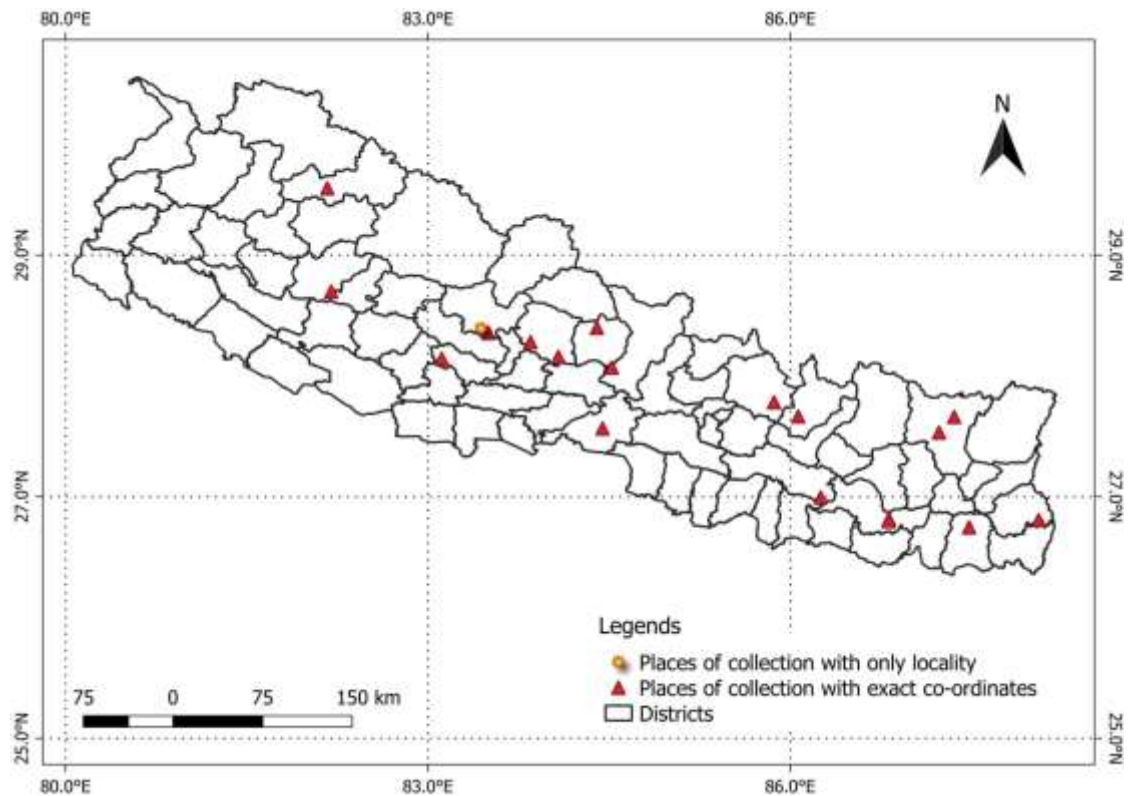 80.0°E 83.0°E 86.0°E
N
29.0°N 29.0°N
27.0°N 27.0°N
Legends
Places of collection with only locality
Places of collection with exact co-ordinates
Districts
75 0 75 150 km
25.0°N 25.0°N
80.0°E 83.0°E 86.0°E